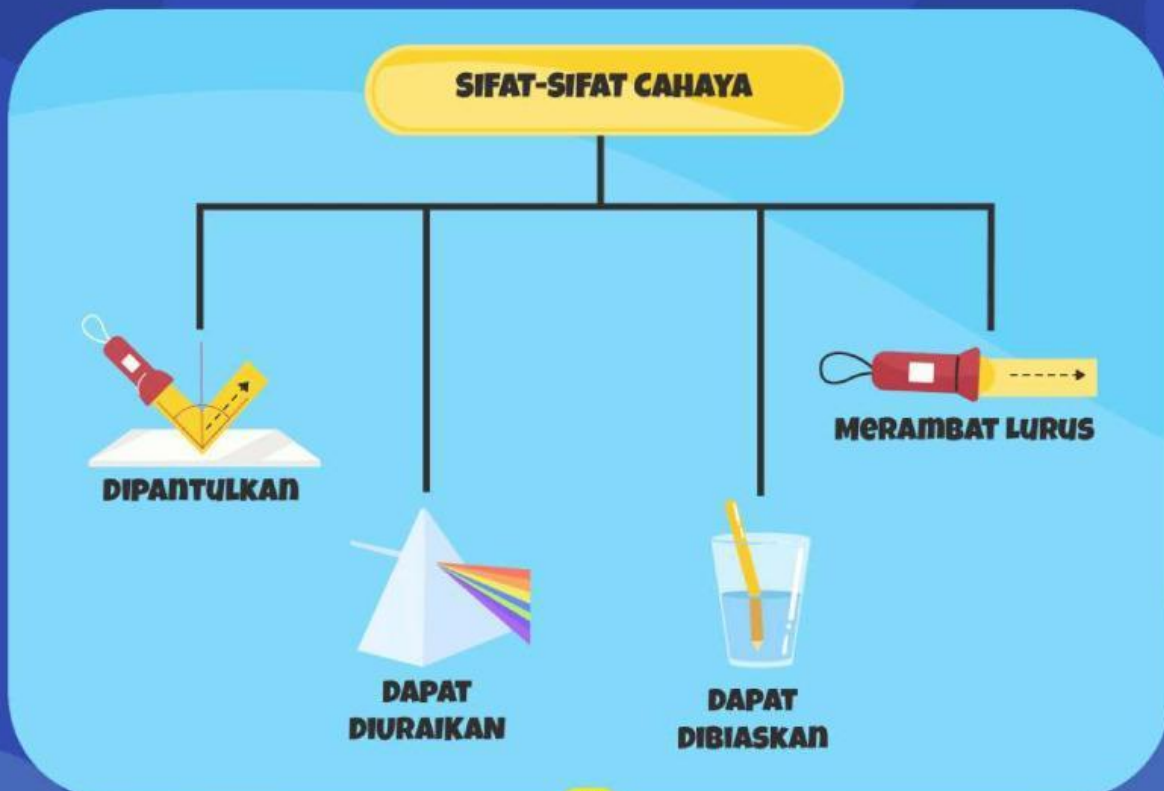 SIFAT-SIFAT CAHAYA
DIPANTULKAN
DAPAT
DIURAIKAN
DAPAT
DIBIASKAN
MERAMBAT LURUS